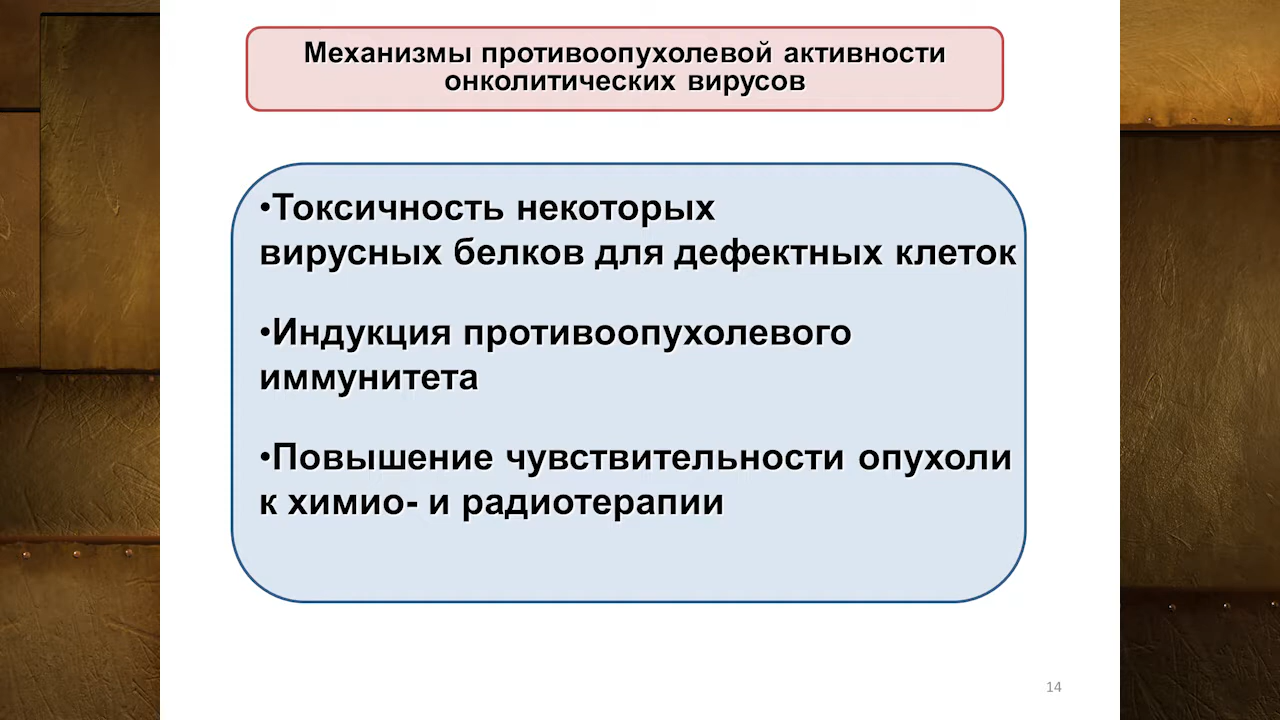 Механизмы противоопухолевой активности
онколитических вирусов
•Токсичность некоторых
вирусных белков для дефектных клеток
•Индукция противоопухолевого
иммунитета
•Повышение чувствительности опухоли
к химио- и радиотерапии
14